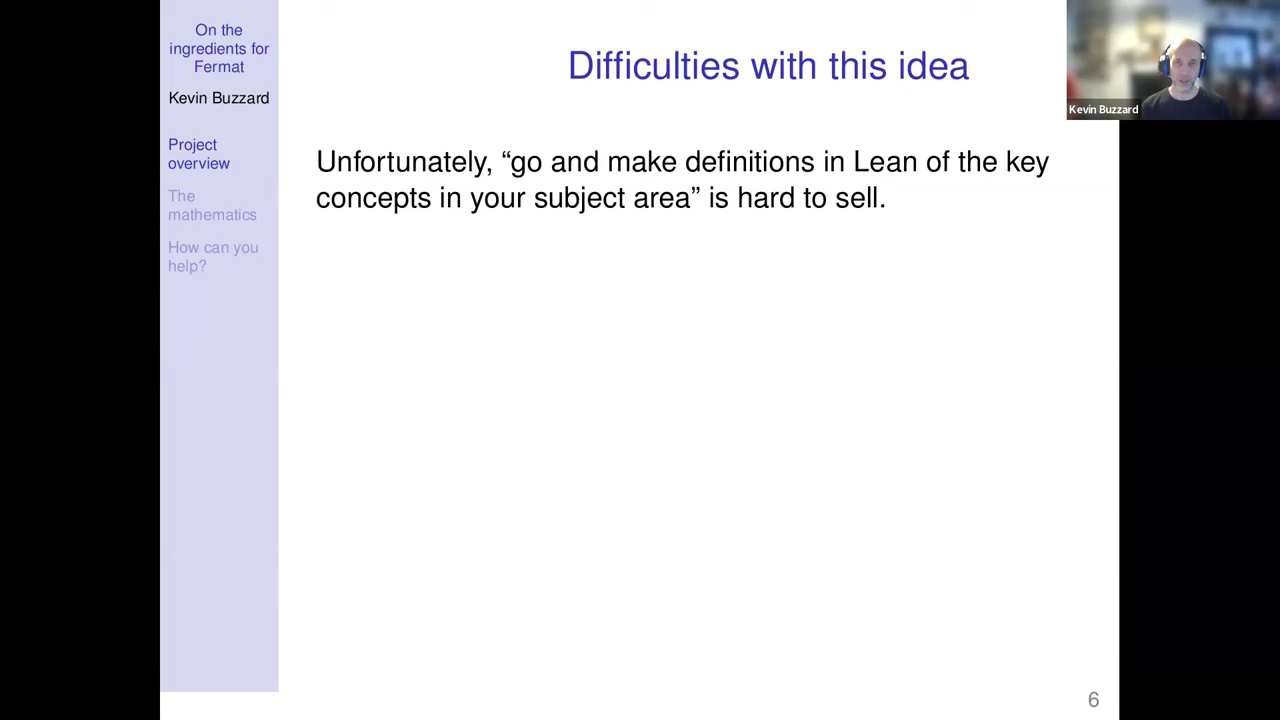 On the
ingredients for
Fermat
Kevin Buzzard
Project
overview
The
mathematics
How can you
help?
Difficulties with this idea
Unfortunately, “go and make definitions in Lean of the key
concepts in your subject area” is hard to sell.
6
Kevin Buzzard